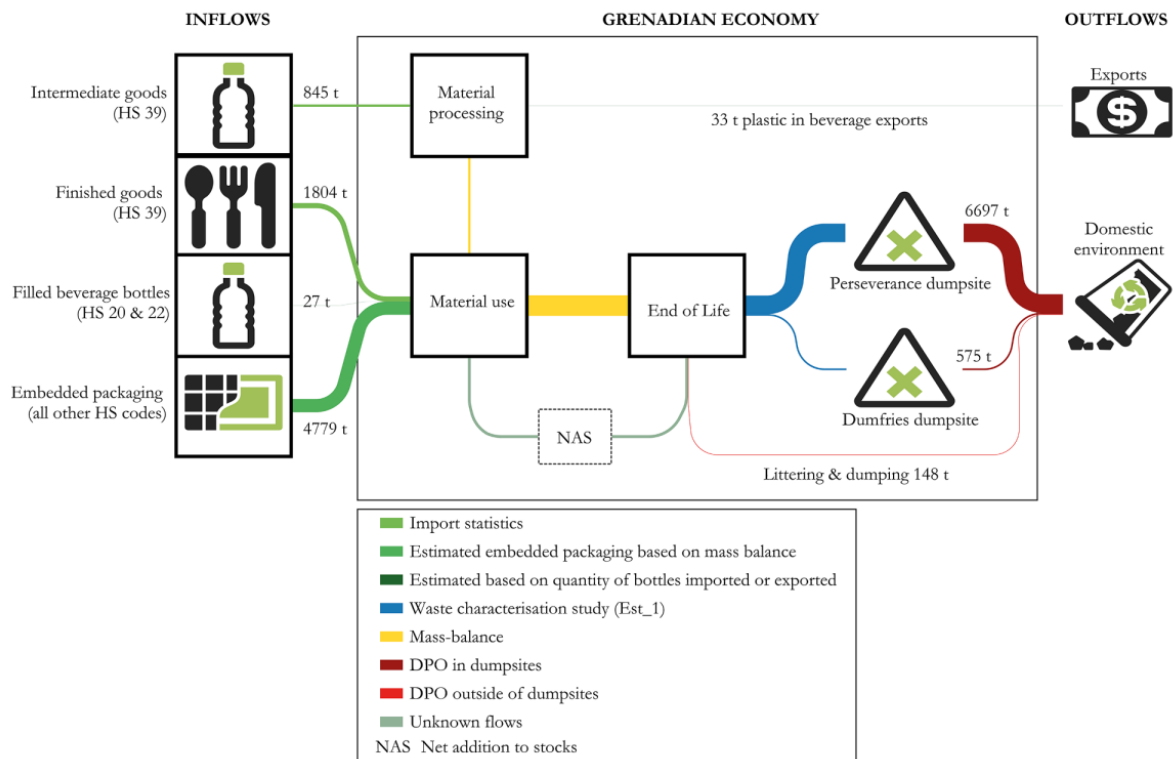 INFLOWS
GRENADIAN ECONOMY
OUTFLOWS
Intermediate goods
(HS 39)
845 t
Material
processing
33 t plastic in beverage exports
Exports
$
Finished goods
(HS 39)
1804 t
Filled beverage bottles
(HS 20 & 22)
27 t
Material use
End of Life
Perseverance dumpsite
6697 t
Domestic
environment
Embedded packaging
(all other HS codes)
4779 t
NAS
575 t
Dumfries dumpsite
Littering & dumping 148 t
Import statistics
Estimated embedded packaging based on mass balance
Estimated based on quantity of bottles imported or exported
Waste characterisation study (Est_1)
Mass-balance
DPO in dumpsites
DPO outside of dumpsites
Unknown flows
NAS Net addition to stocks